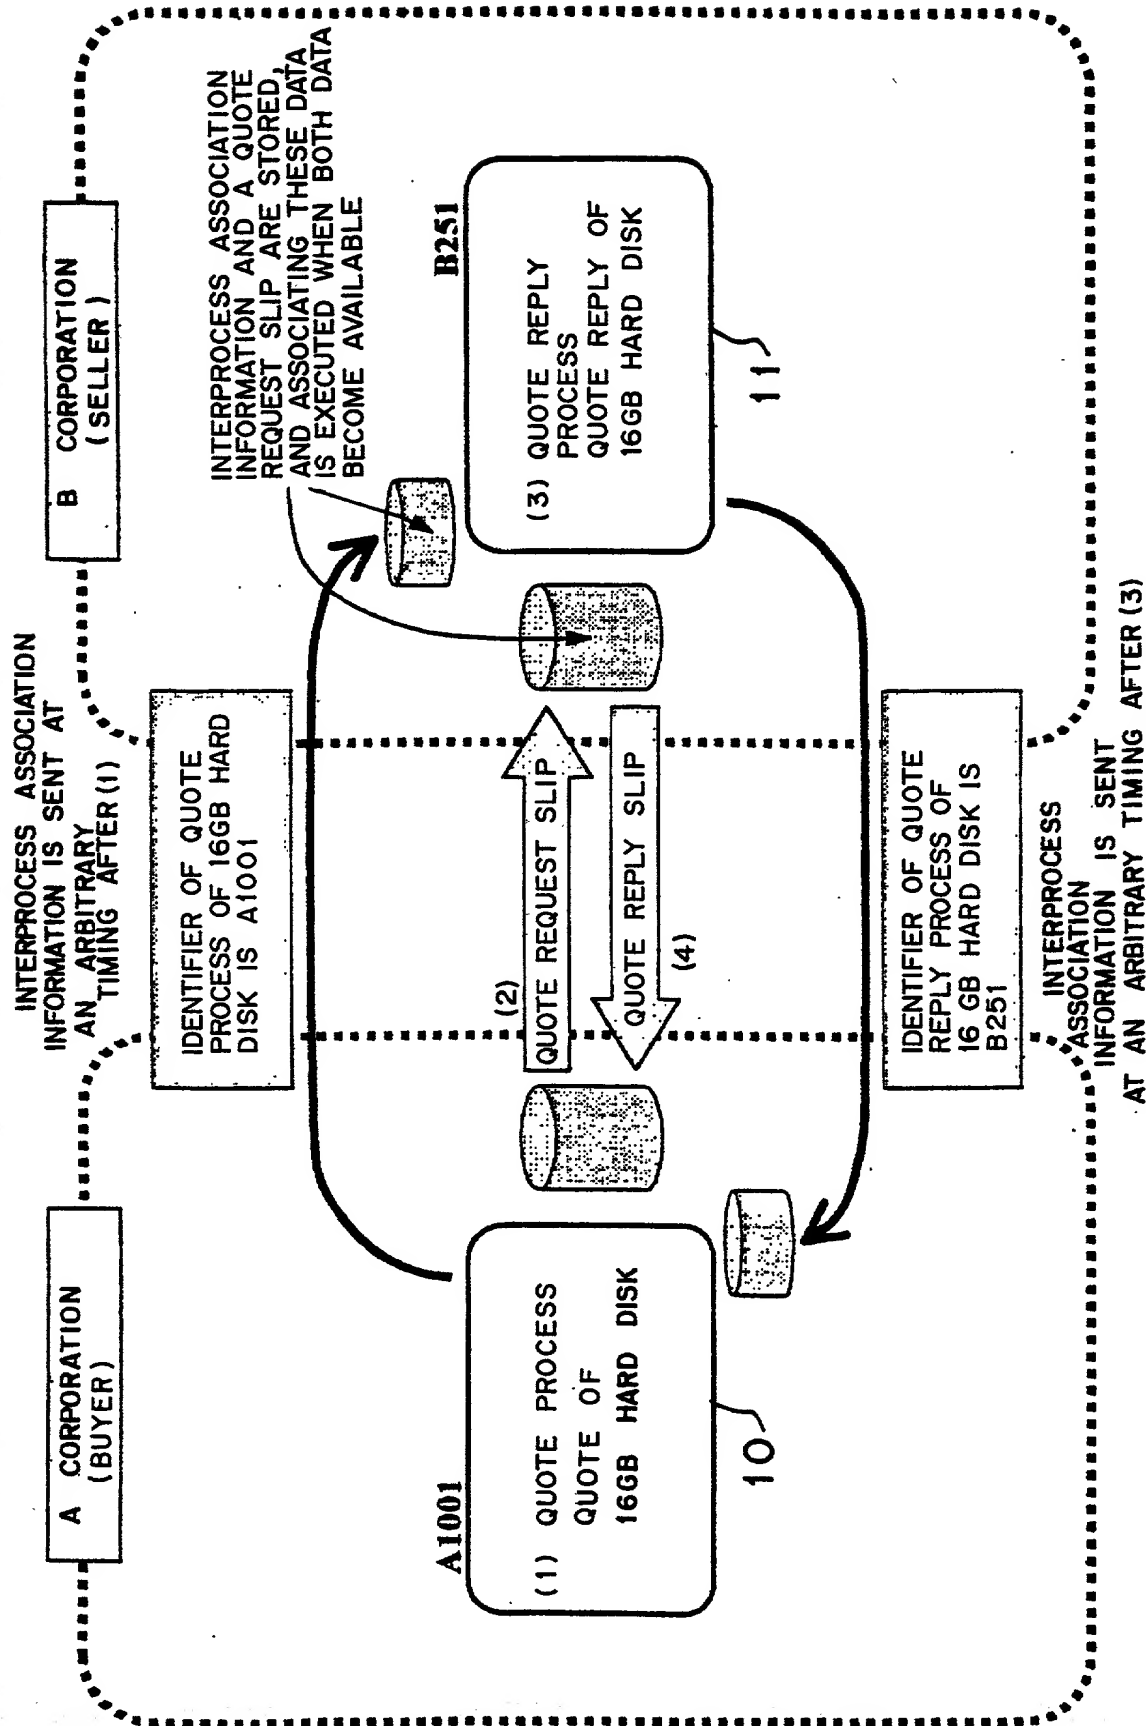 INTERPROCESS ASSOCIATION
INFORMATION IS SENT AT
AN ARBITRARY
TIMING AFTER (1)
A CORPORATION
(BUYER)
B CORPORATION
(SELLER)
IDENTIFIER OF QUOTE
PROCESS OF 16GB HARD
DISK IS A1001
INTERPROCESS ASSOCIATION
INFORMATION AND A QUOTE
REQUEST SLIP ARE STORED,
AND ASSOCIATING THESE DATA
IS EXECUTED WHEN BOTH DATA
BECOME AVAILABLE
A1001
(1) QUOTE PROCESS
QUOTE OF
16GB HARD DISK
10
(2)
QUOTE REQUEST SLIP
QUOTE REPLY SLIP
(4)
B251
(3) QUOTE REPLY
PROCESS
QUOTE REPLY OF
16GB HARD DISK
11
IDENTIFIER OF QUOTE
REPLY PROCESS OF
16 GB HARD DISK IS
B251
INTERPROCESS
ASSOCIATION
INFORMATION IS SENT
AT AN ARBITRARY TIMING AFTER (3)